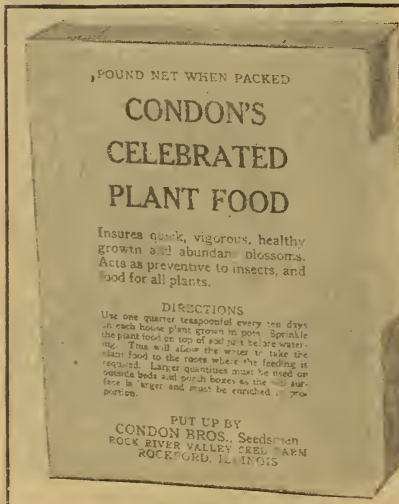 POUND NET WHEN PACKED
CONDON'S
CELEBRATED
PLANT FOOD
Insures quick, vigorous, healthy
growth and abundant blossoms.
Acts as preventive to insects, and
food for all plants.
DIRECTIONS
Use one quarter teaspoonful every ten days
in each house plant grown in pots. Sprinkle
the plant food on top of soil just before water-
ing. This will allow the water to take the
plant food to the roots where the feeding is
required. Larger quantities must be used on
outside beds and porch boxes as the sur-
face is larger and must be enriched in pro-
portion.
PUT UP BY
CONDON BROS., Seedsmen
ROCK RIVER VALLEY SEED FARM
ROCKFORD, ILLINOIS